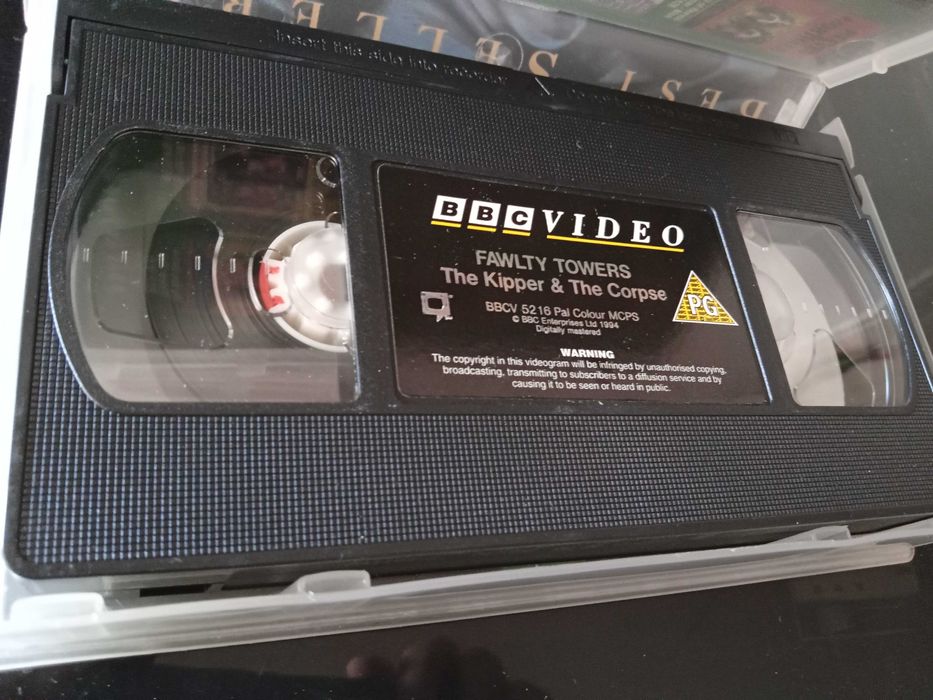 BEST SELLER
Insert this side into recorder
BBC VIDEO
FAWLTY TOWERS
The Kipper & The Corpse
PG
BBCV 5216 Pal Colour MCPS
© BBC Enterprises Ltd 1994
Digitally mastered
WARNING
The copyright in this videogram will be infringed by unauthorised copying,
broadcasting, transmitting to subscribers to a diffusion service and by
causing it to be seen or heard in public.